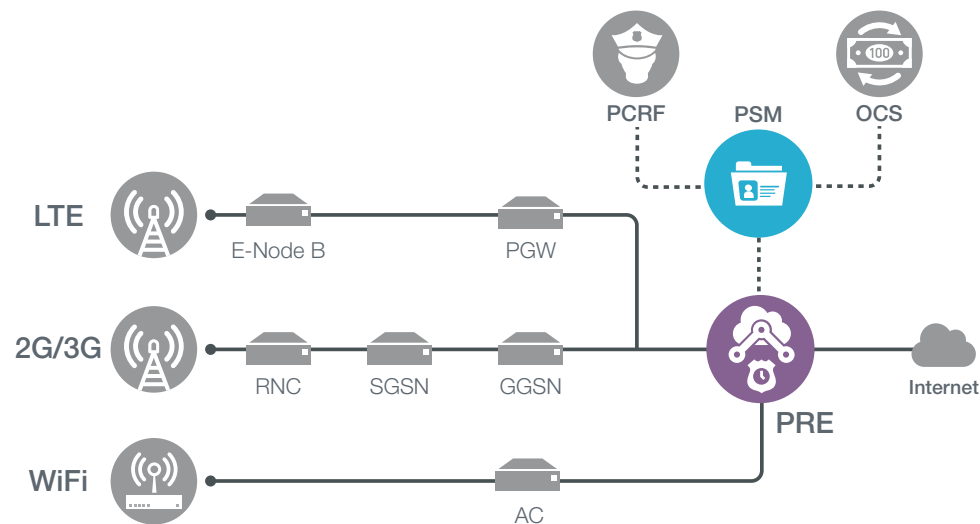 PCRF
PSM
OCS
100
LTE
E-Node B
PGW
2G/3G
RNC
SGSN
GGSN
Internet
PRE
WiFi
AC